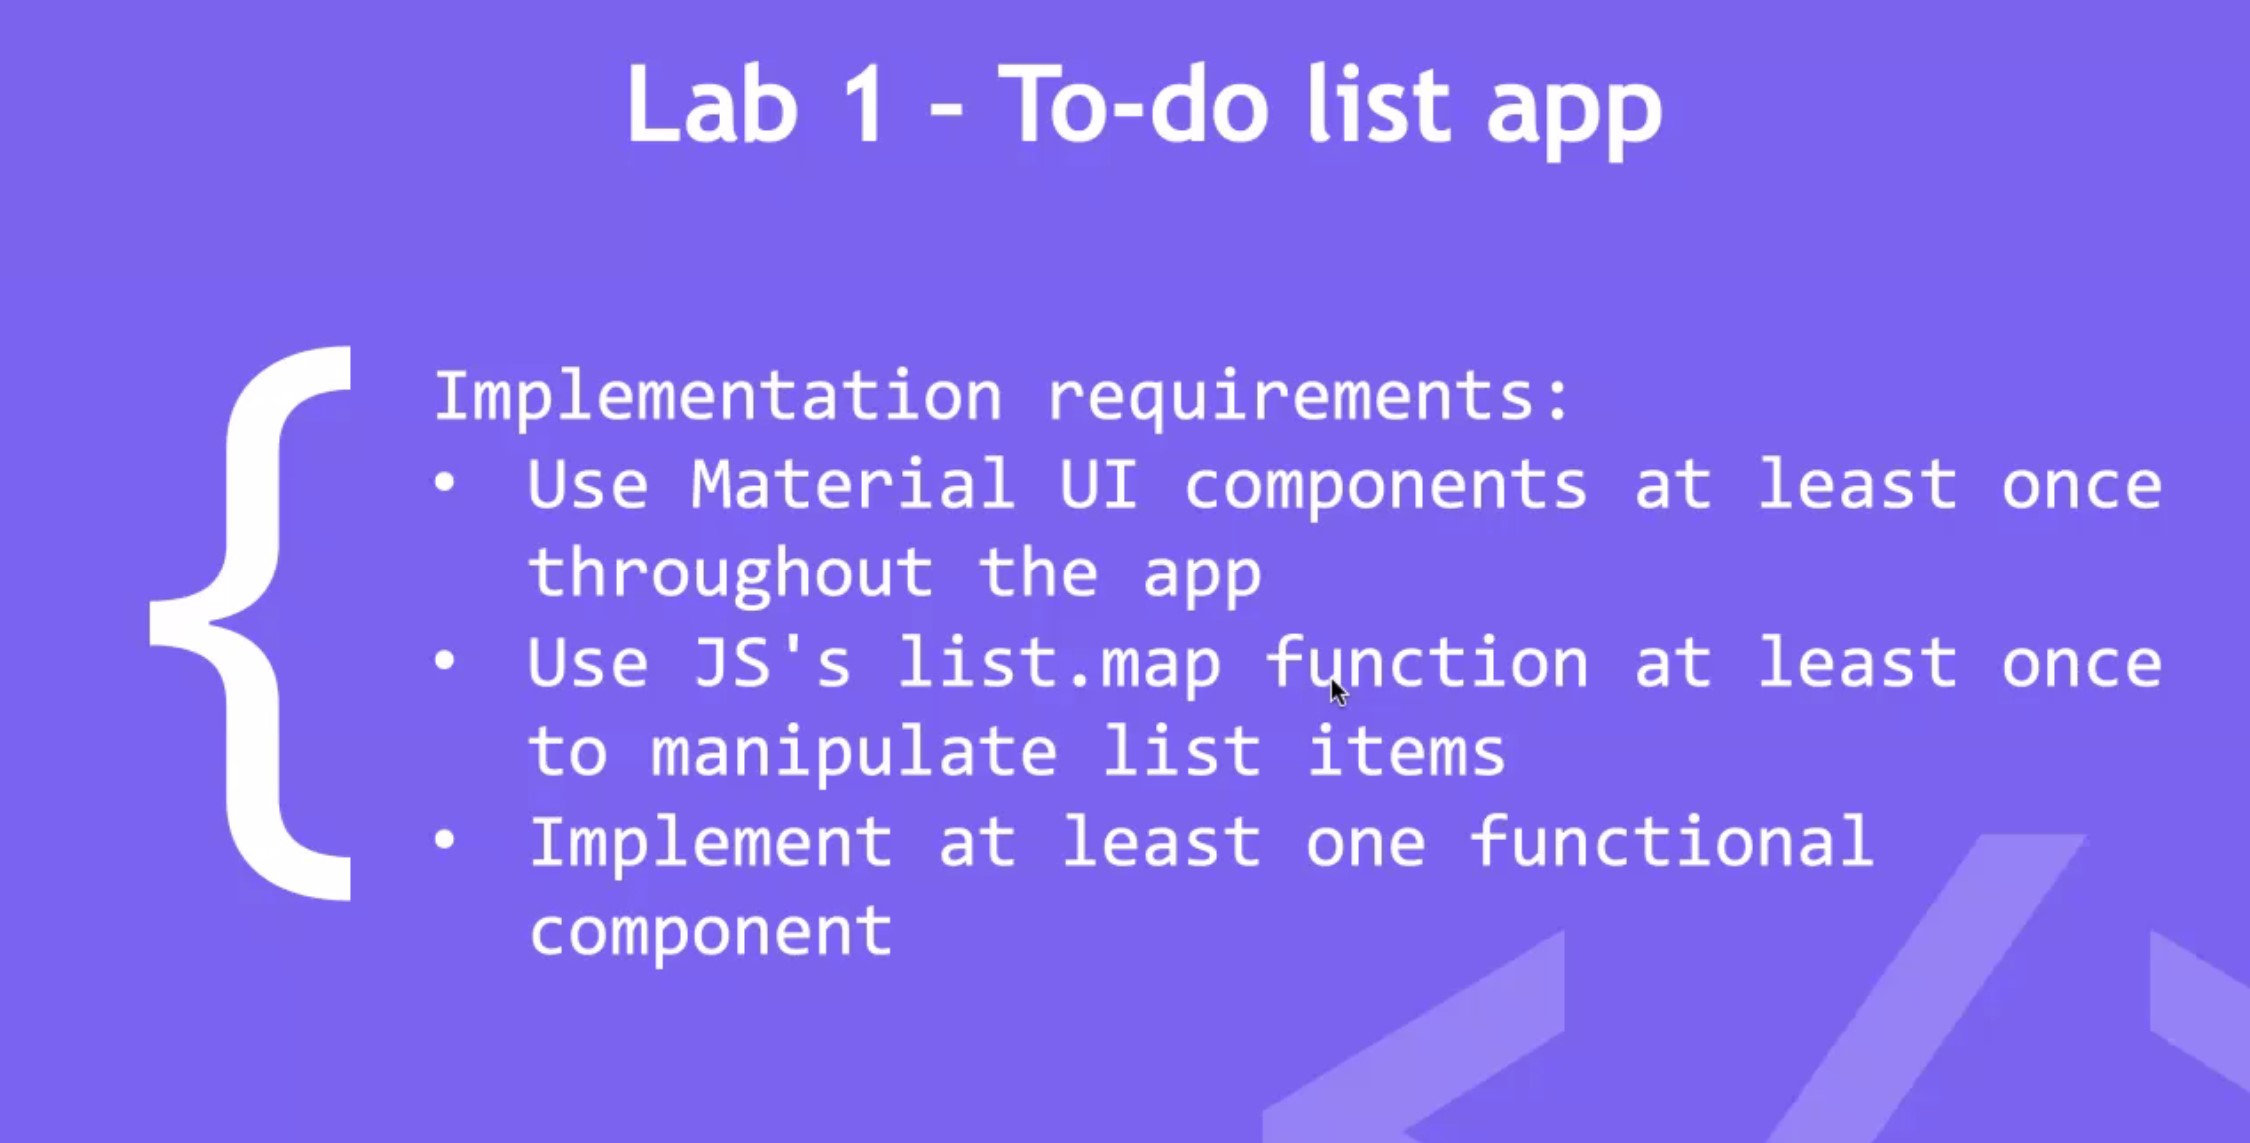 Lab 1 - To-do list app
Implementation requirements:
• Use Material UI components at least once
throughout the app
• Use JS's list.map function at least once
to manipulate list items
• Implement at least one functional
component